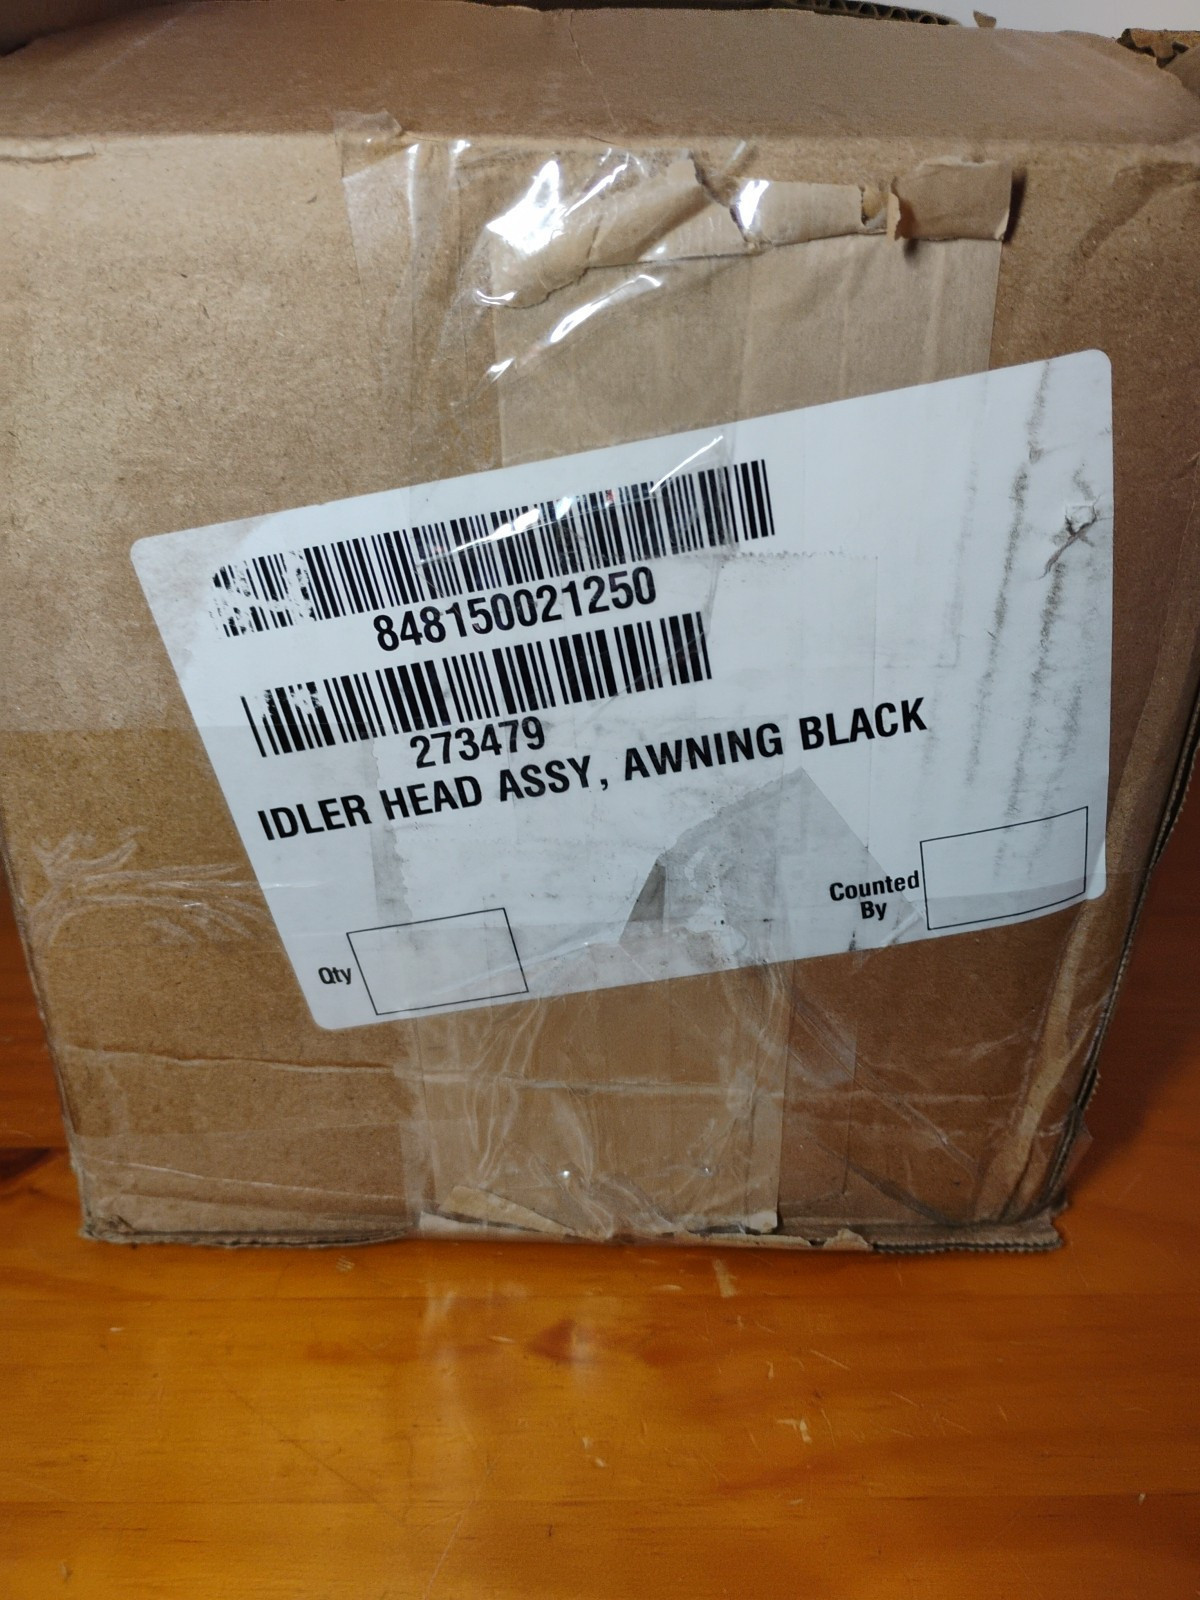 848150021250
273479
IDLER HEAD ASSY, AWNING BLACK
Qty
Counted
By